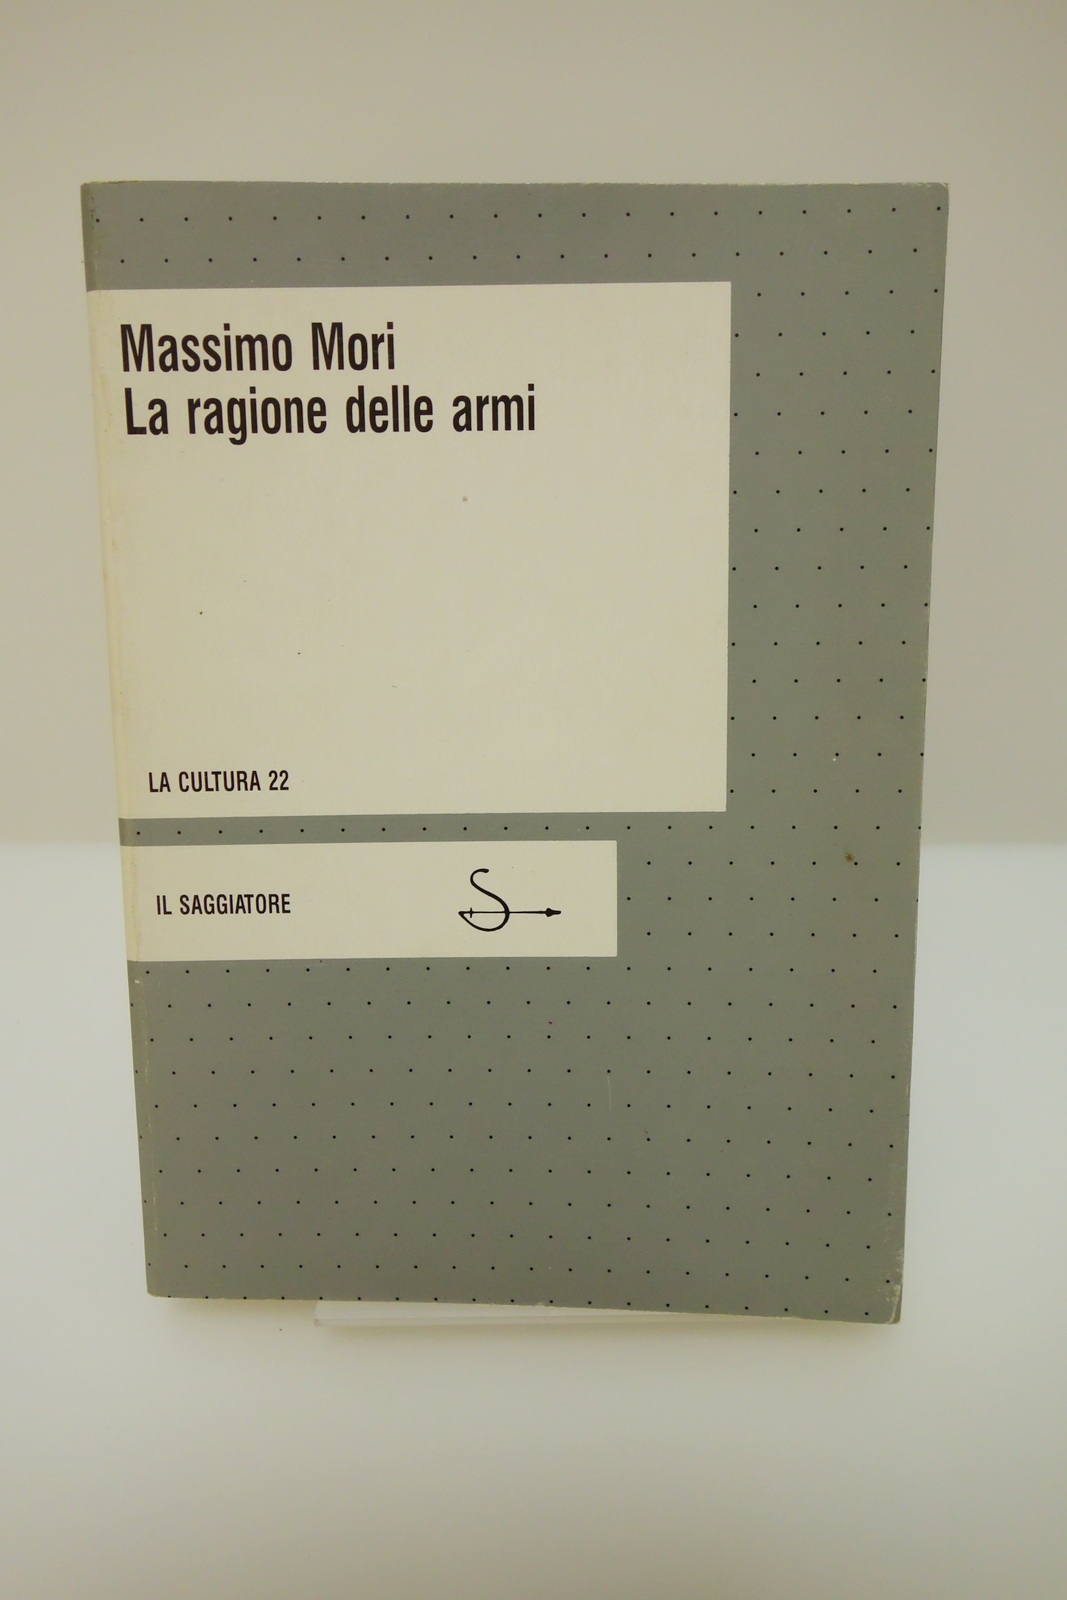 Massimo Mori
La ragione delle armi
LA CULTURA 22
IL SAGGIATORE